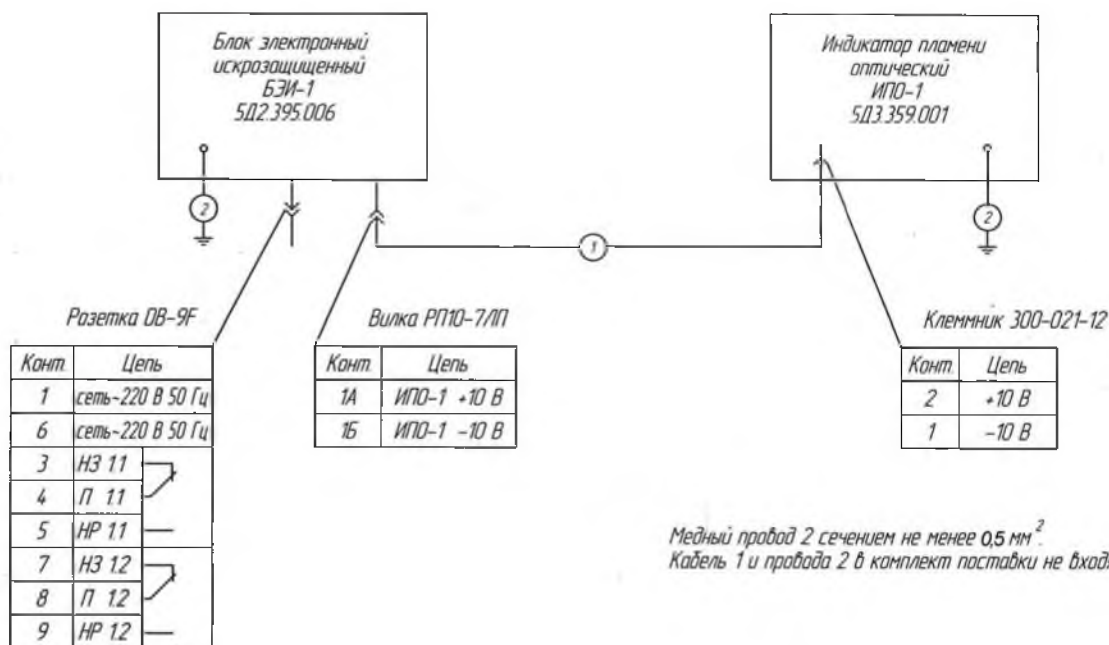 Блок электронный
искрозащищенный
БЭИ-1
5Д2.395.006
2
Индикатор пламени
оптический
ИПО-1
5Д3.359.001
2
1
Розетка DB-9F
Конт. Цепь
1 сеть~220 В 50 Гц
6 сеть~220 В 50 Гц
3 НЗ 1.1
4 П 1.1
5 НР 1.1
7 НЗ 1.2
8 П 1.2
9 НР 1.2
Вилка РП10-7ЛП
Конт. Цепь
1А ИПО-1 +10 В
1Б ИПО-1 -10 В
Клеммник 300-021-12
Конт. Цепь
2 +10 В
1 -10 В
Медный провод 2 сечением не менее 0,5 мм².
Кабель 1 и провода 2 в комплект поставки не входя